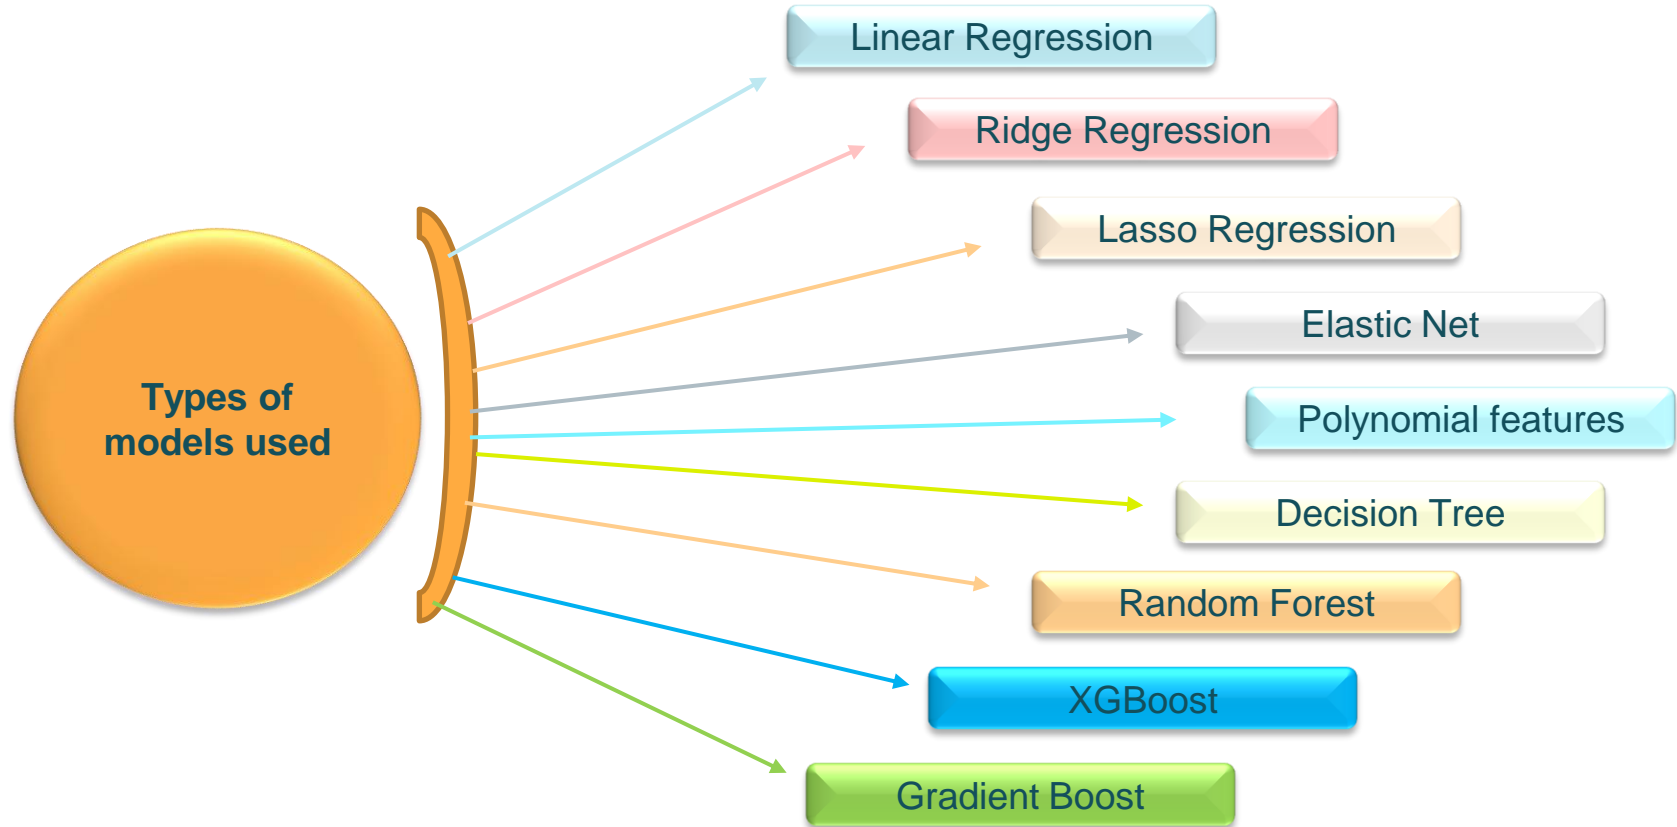 Types of
models used
Linear Regression
Ridge Regression
Lasso Regression
Elastic Net
Polynomial features
Decision Tree
Random Forest
XGBoost
Gradient Boost